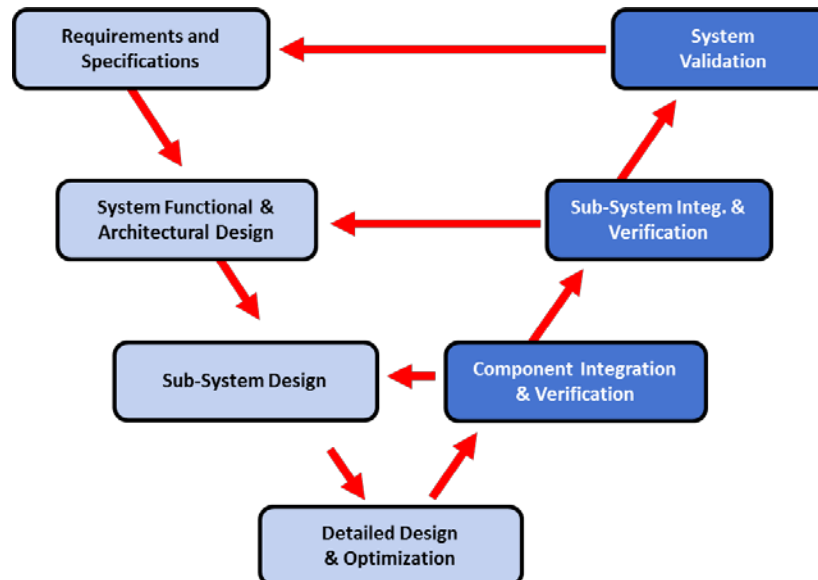 Requirements and
Specifications
System
Validation
System Functional &
Architectural Design
Sub-System Integ. &
Verification
Sub-System Design
Component Integration
& Verification
Detailed Design
& Optimization